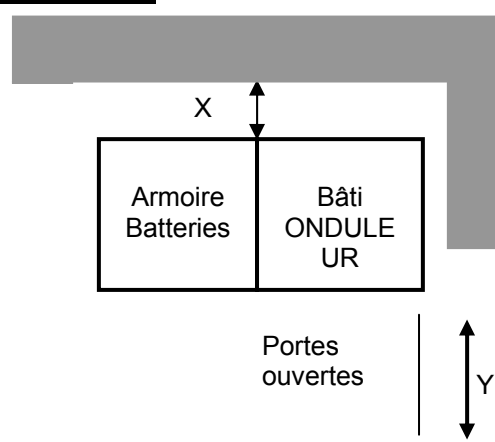 X
Armoire
Batteries
Bâti
ONDULE
UR
Portes
ouvertes
Y